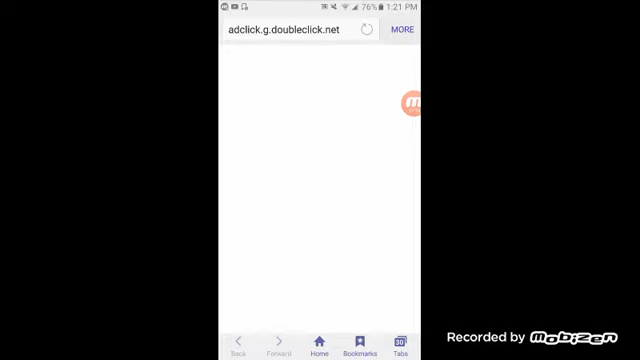 76% 1:21 PM
adclick.g.doubleclick.net MORE
Recorded by Mobizen
30
Back Forward Home Bookmarks Tabs